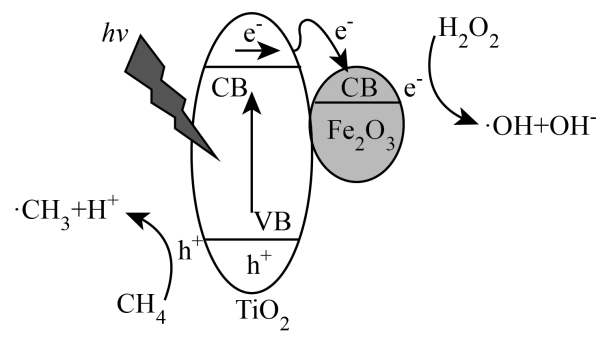 hν
e⁻
e⁻
H₂O₂
CB
CB
e⁻
Fe₂O₃
·OH+OH⁻
·CH₃+H⁺
VB
h⁺
h⁺
CH₄
TiO₂